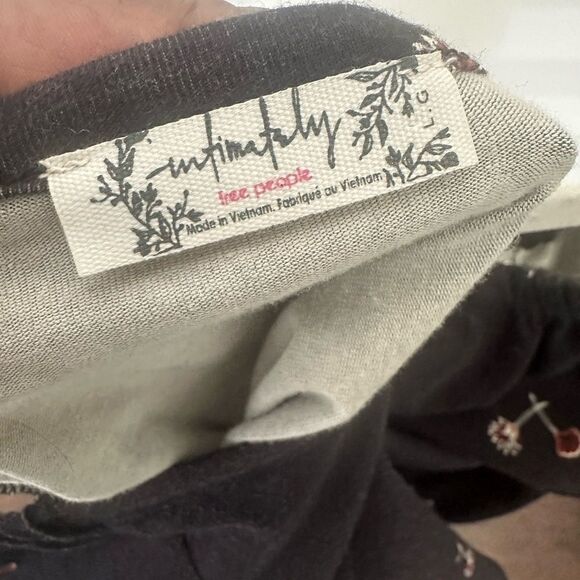 intimately
free people
Made in Vietnam. Fabriqué au Vietnam
L-G